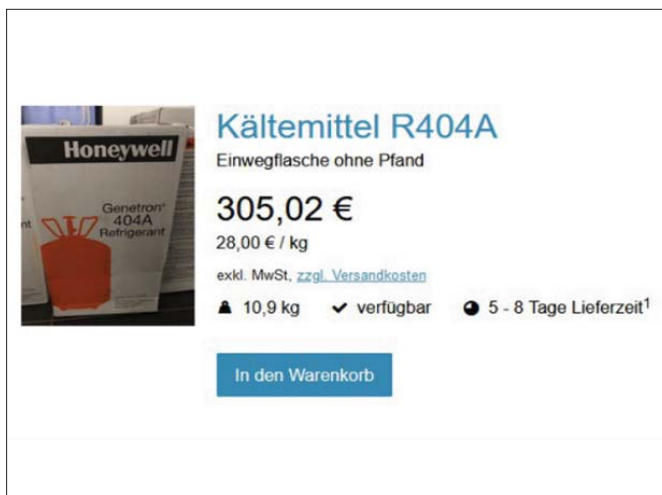 Honeywell
Genetron®
404A
Refrigerant
Kältemittel R404A
Einwegflasche ohne Pfand
305,02 €
28,00 € / kg
exkl. MwSt, zzgl. Versandkosten
10,9 kg verfügbar 5 - 8 Tage Lieferzeit¹
In den Warenkorb